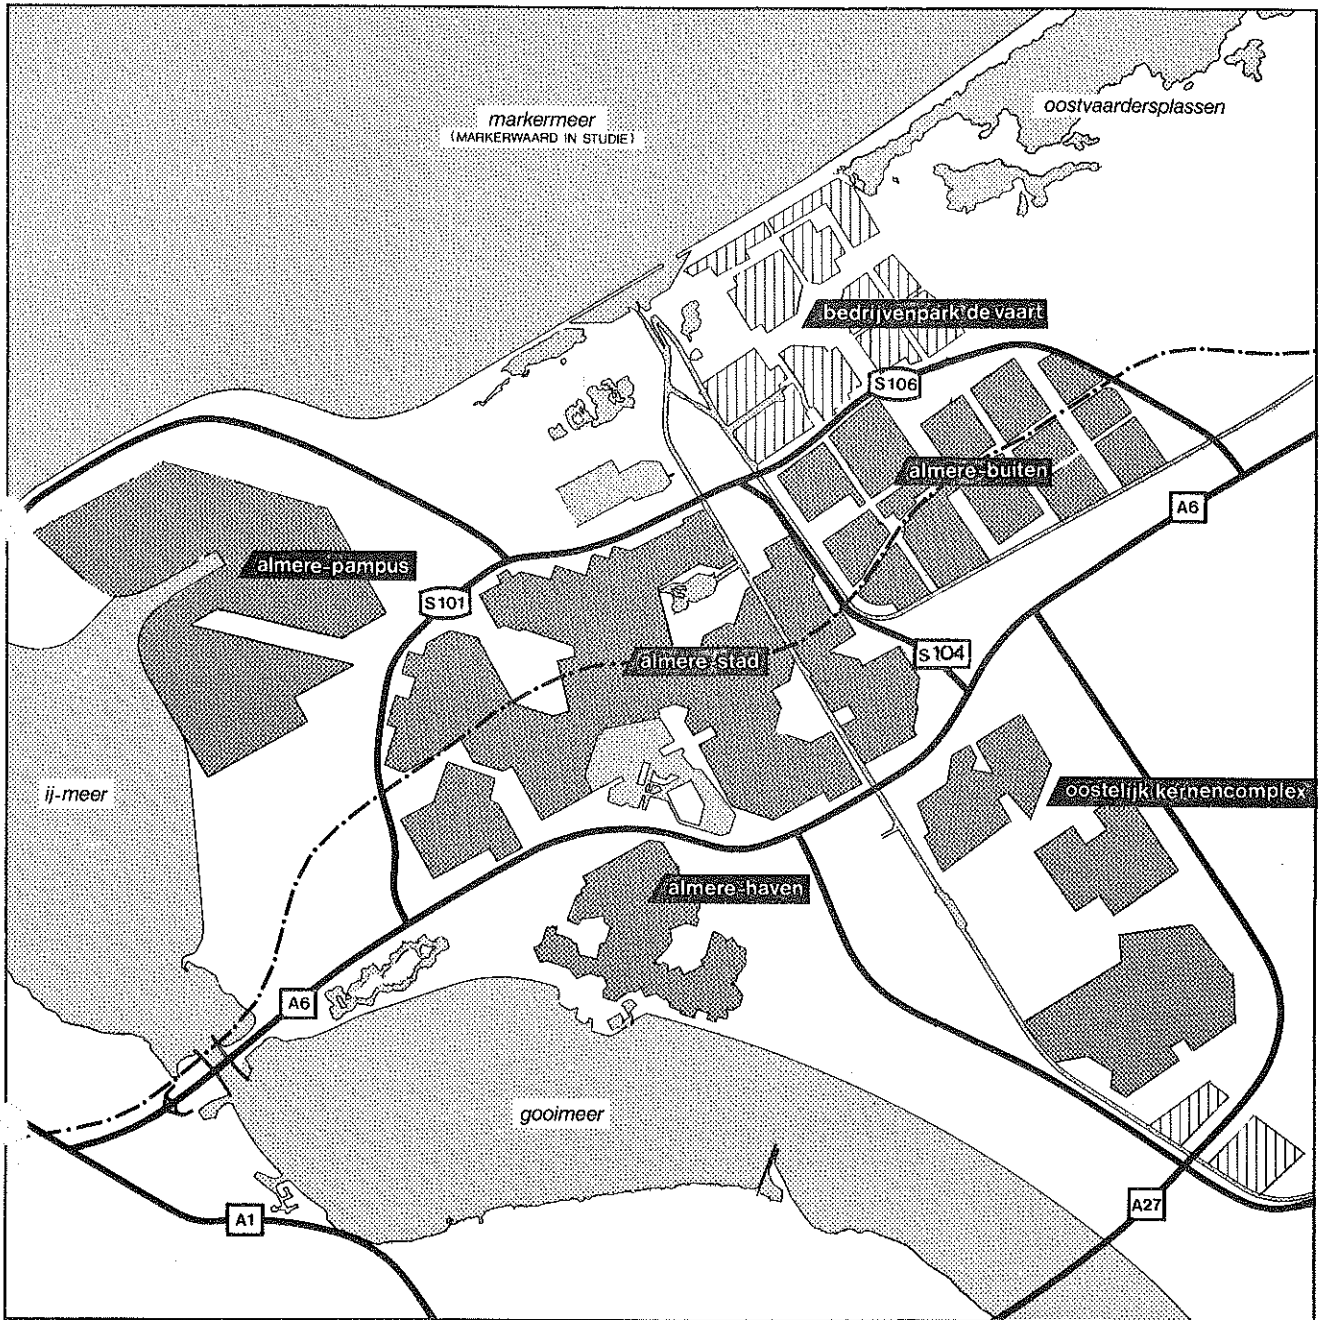 markermeer
(MARKERWAARD IN STUDIE)
oostvaardersplassen
bedrijvenpark de vaart
S106
almere-buiten
A6
almere-pampus
S101
almere-stad
S104
ij-meer
oostelijk kernencomplex
almere-haven
A6
gooimeer
A1
A27